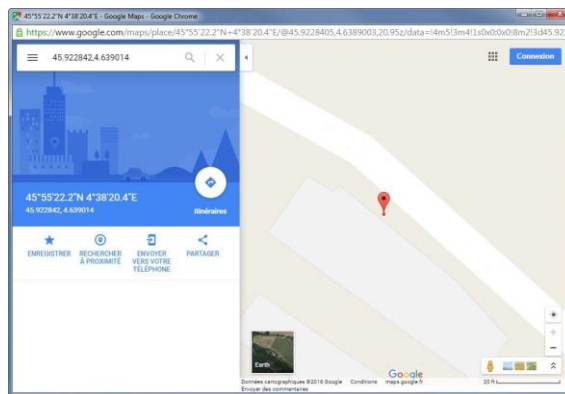 45°55'22.2"N 4°38'20.4"E - Google Maps - Google Chrome
https://www.google.com/maps/place/45°55'22.2"N+4°38'20.4"E/@45.9228405,4.6389003,20.95z/data=!4m5!3m4!1s0x0:0x0!8m2!3d45.92
45.922842,4.639014
Connexion
45°55'22.2"N 4°38'20.4"E
45.922842, 4.639014
Itinéraires
ENREGISTRER
RECHERCHER
À PROXIMITÉ
ENVOYER
VERS VOTRE
TÉLÉPHONE
PARTAGER
Earth
Google
Données cartographiques ©2016 Google Conditions maps.google.fr 20 ft
Envoyer des commentaires